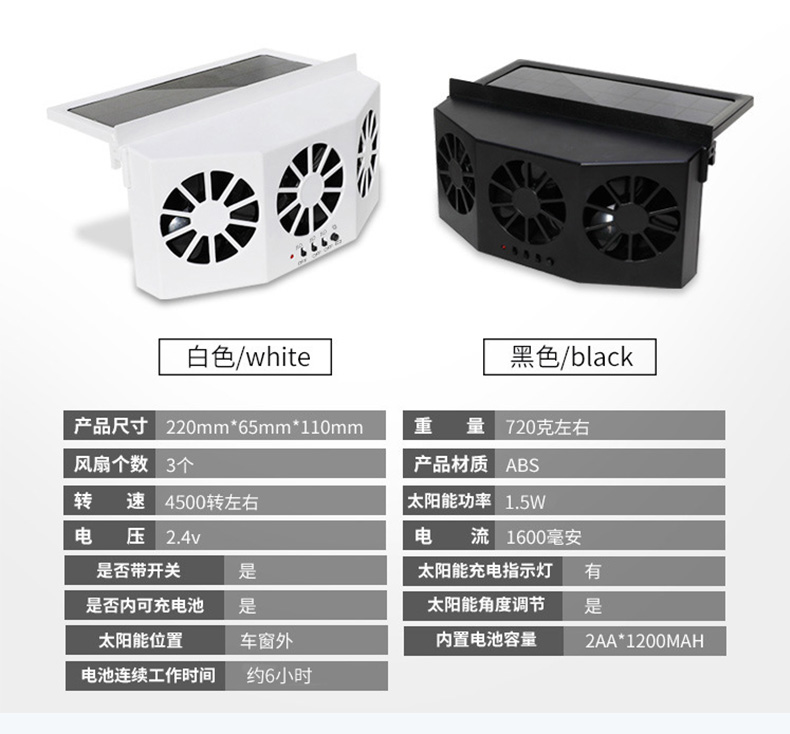 白色/white
黑色/black
产品尺寸 220mm*65mm*110mm
重 量 720克左右
风扇个数 3个
产品材质 ABS
转 速 4500转左右
太阳能功率 1.5W
电 压 2.4v
电 流 1600毫安
是否带开关 是
太阳能充电指示灯 有
是否内可充电池 是
太阳能角度调节 是
太阳能位置 车窗外
内置电池容量 2AA*1200MAH
电池连续工作时间 约6小时